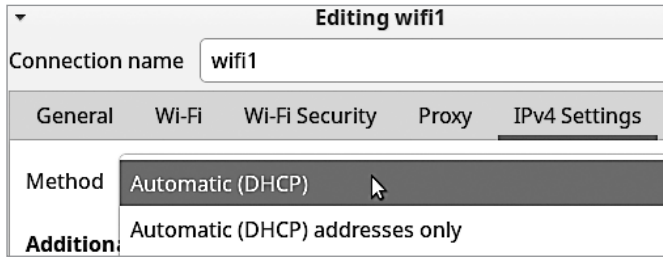 Editing wifi1
Connection name wifi1
General Wi-Fi Wi-Fi Security Proxy IPv4 Settings
Method Automatic (DHCP)
Automatic (DHCP) addresses only